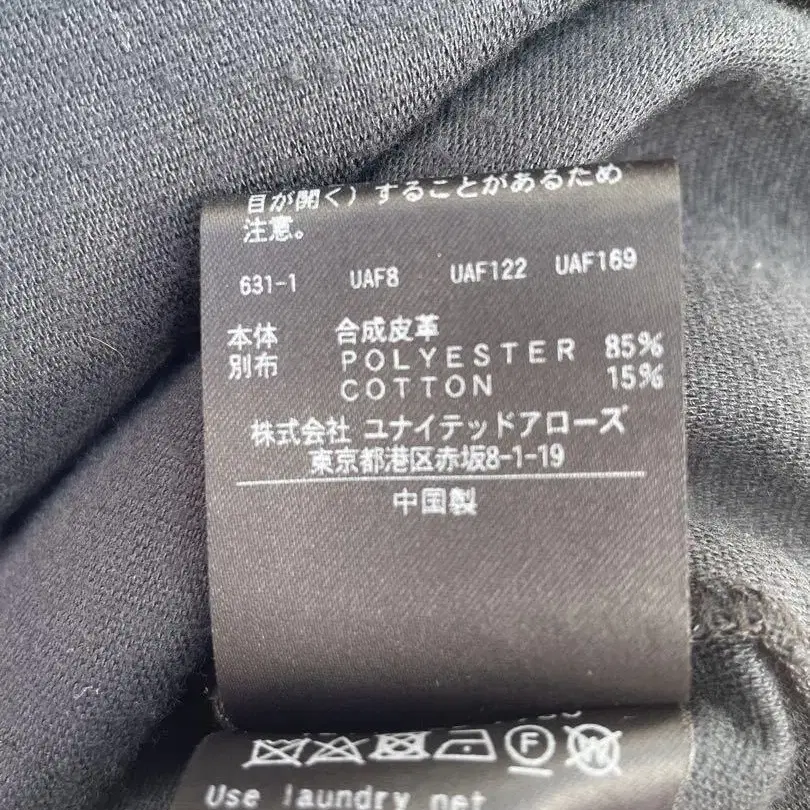 目が開く）することがあるため
注意。
631-1 UAF8 UAF122 UAF169
本体 合成皮革
別布 POLYESTER 85%
COTTON 15%
株式会社 ユナイテッドアローズ
東京都港区赤坂8-1-19
中国製
F W
Use laundry net